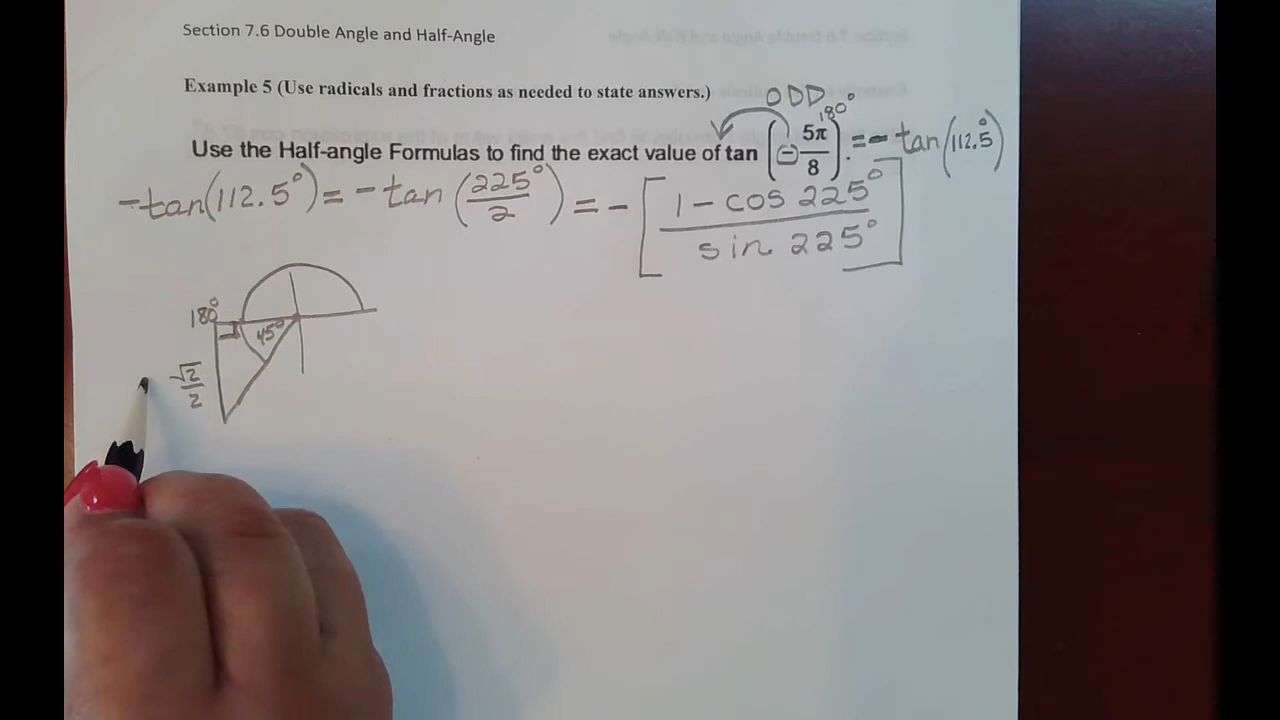 Section 7.6 Double Angle and Half-Angle
Example 5 (Use radicals and fractions as needed to state answers.)
ODD
180°
Use the Half-angle Formulas to find the exact value of tan (-5π/8) = -tan(112.5°)
-tan(112.5°) = -tan(225°/2) = -[1 - cos 225° / sin 225°]
180°
45°
√2/2